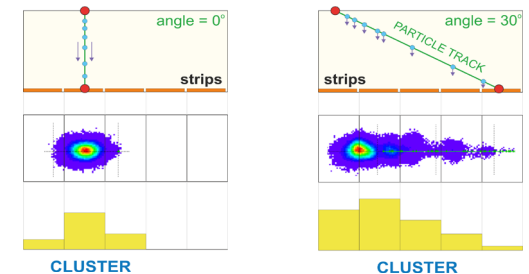 angle = 0°
strips
CLUSTER
angle = 30°
PARTICLE TRACK
strips
CLUSTER